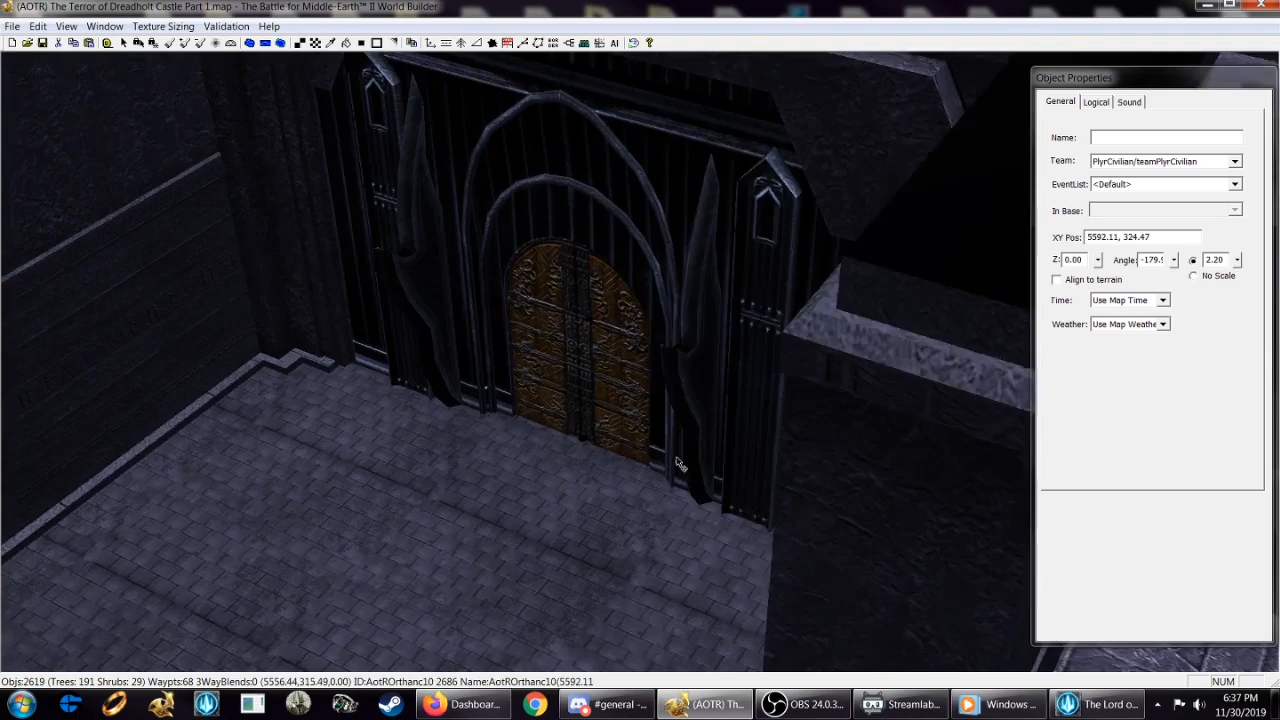 (AOTR) The Terror of Dreadholt Castle Part 1.map - The Battle for Middle-Earth™ II World Builder
File Edit View Window Texture Sizing Validation Help
AI
Object Properties
General Logical Sound
Name:
Team: PlyrCivilian/teamPlyrCivilian
EventList: <Default>
In Base:
XY Pos: 5592.11, 324.47
Z: 0.00 Angle: -179.9 2.20
No Scale
Align to terrain
Time: Use Map Time
Weather: Use Map Weathe
Objs:2619 (Trees: 191 Shrubs: 29) Waypts:68 3WayBlends:0 (5556.44,315.49,0.00) ID:AotROrthanc10 2686 Name:AotROrthanc10(5592.11
NUM
Dashboar...
#general -...
(AOTR) Th...
OBS 24.0.3...
Streamlab...
Windows ...
The Lord o...
6:37 PM
11/30/2019